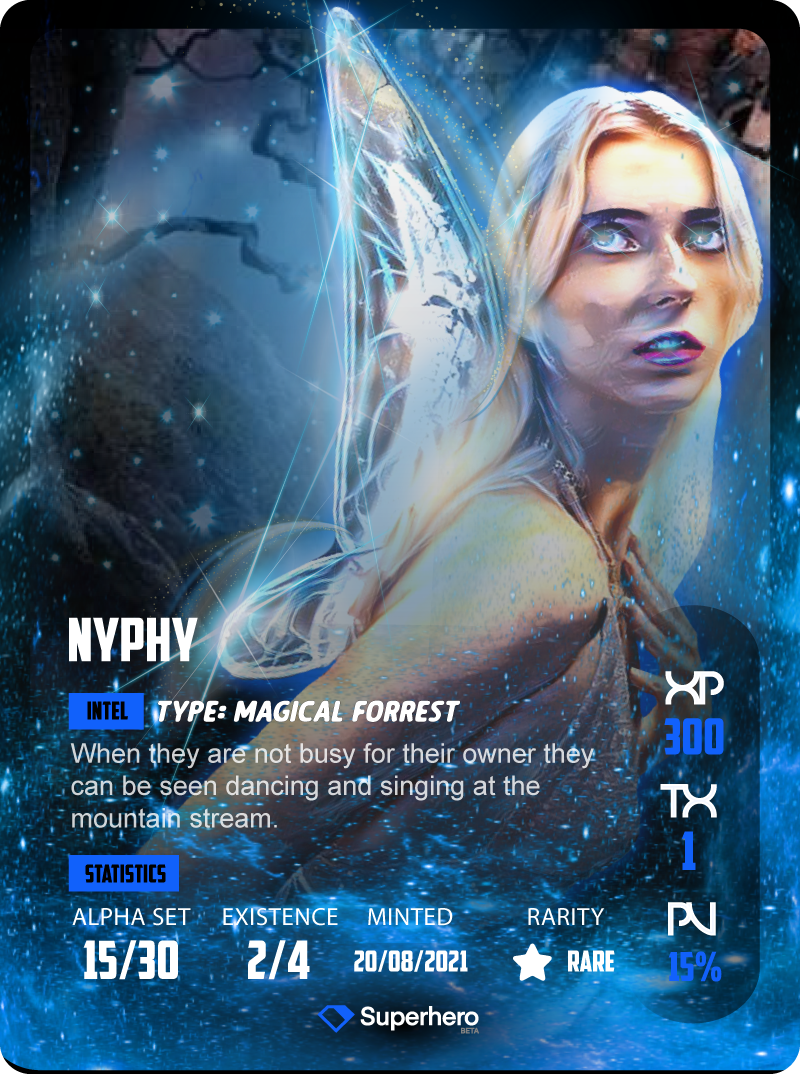 NYPHY
INTEL TYPE: MAGICAL FORREST
When they are not busy for their owner they
can be seen dancing and singing at the
mountain stream.
STATISTICS
ALPHA SET EXISTENCE MINTED RARITY
15/30 2/4 20/08/2021 RARE
XP
300
TX
1
PV
15%
Superhero
BETA